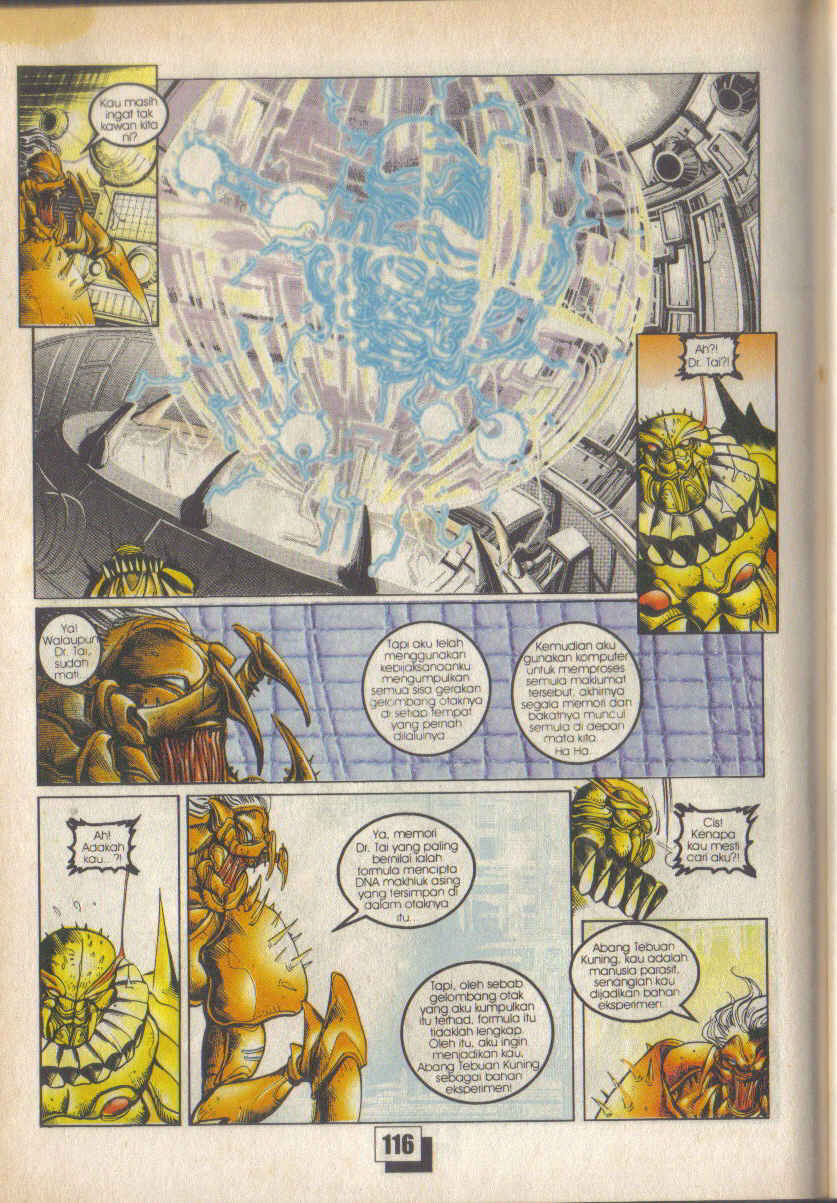 Kau masih
ingat tak
kawan kita
ni?
Ah?!
Dr. Tai?!
Ya!
Walaupun
Dr. Tai,
sudah
mati...
Tapi aku telah
menggunakan
kebijaksanaanku
mengumpulkan
semua sisa gerakan
gelombang otaknya
di setiap tempat
yang pernah
dilaluinya
Kemudian aku
gunakan komputer
untuk memproses
semula maklumat
tersebut, akhirnya
segala memori dan
bakatnya muncul
semula di depan
mata kita.
Ha Ha.
Ah!
Adakah
kau... ?!
Ya, memori
Dr. Tai yang paling
bernilai ialah
formula mencipta
DNA makhluk asing
yang tersimpan di
dalam otaknya
itu...
Tapi, oleh sebab
gelombang otak
yang aku kumpulkan
itu terhad, formula itu
tidaklah lengkap.
Oleh itu, aku ingin
menjadikan kau,
Abang Tebuan Kuning
sebagai bahan
eksperimen!
Cis!
Kenapa
kau mesti
cari aku?!
Abang Tebuan
Kuning, kau adalah
manusia parasit,
senanglah kau
dijadikan bahan
eksperimen.
116